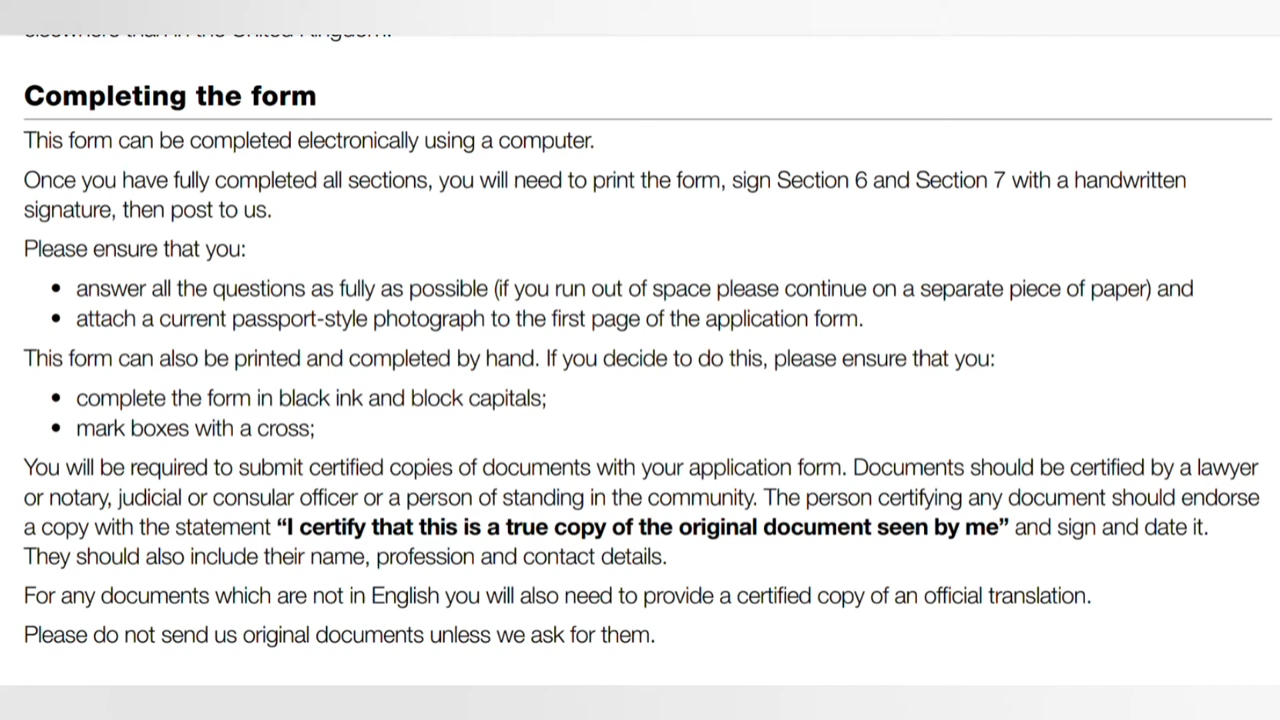 Completing the form
This form can be completed electronically using a computer.
Once you have fully completed all sections, you will need to print the form, sign Section 6 and Section 7 with a handwritten
signature, then post to us.
Please ensure that you:
• answer all the questions as fully as possible (if you run out of space please continue on a separate piece of paper) and
• attach a current passport-style photograph to the first page of the application form.
This form can also be printed and completed by hand. If you decide to do this, please ensure that you:
• complete the form in black ink and block capitals;
• mark boxes with a cross;
You will be required to submit certified copies of documents with your application form. Documents should be certified by a lawyer
or notary, judicial or consular officer or a person of standing in the community. The person certifying any document should endorse
a copy with the statement “I certify that this is a true copy of the original document seen by me” and sign and date it.
They should also include their name, profession and contact details.
For any documents which are not in English you will also need to provide a certified copy of an official translation.
Please do not send us original documents unless we ask for them.